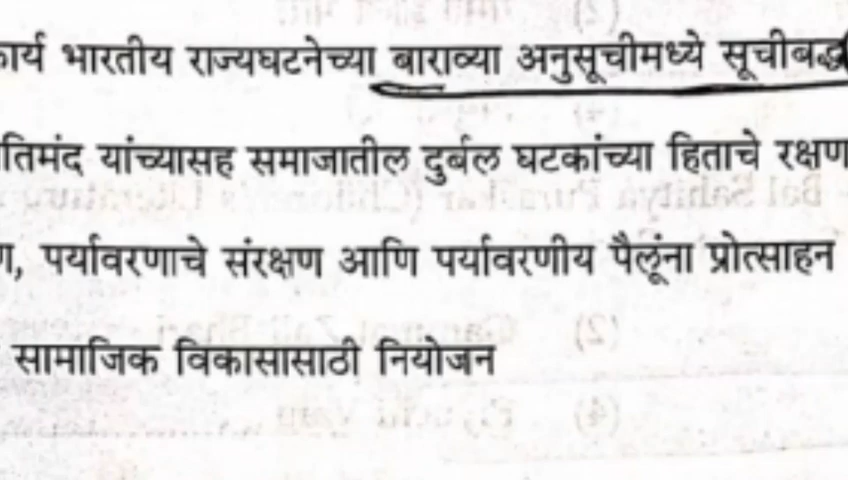 कार्य भारतीय राज्यघटनेच्या बाराव्या अनुसूचीमध्ये सूचीबद्ध
तिमंद यांच्यासह समाजातील दुर्बल घटकांच्या हिताचे रक्षण
ण, पर्यावरणाचे संरक्षण आणि पर्यावरणीय पैलूंना प्रोत्साहन
सामाजिक विकासासाठी नियोजन